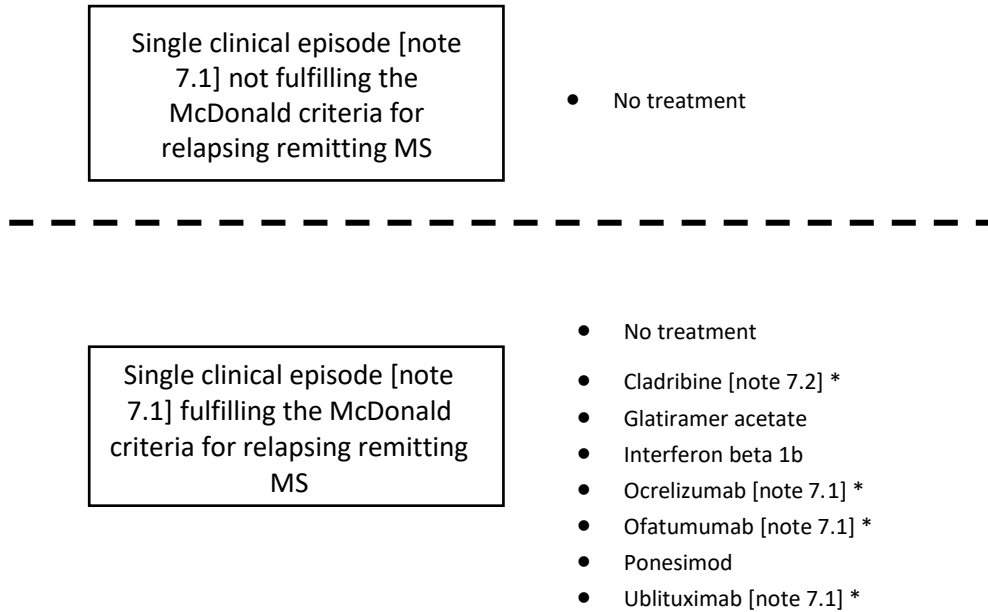 Single clinical episode [note
7.1] not fulfilling the
McDonald criteria for
relapsing remitting MS
• No treatment
Single clinical episode [note
7.1] fulfilling the McDonald
criteria for relapsing remitting
MS
• No treatment
• Cladribine [note 7.2] *
• Glatiramer acetate
• Interferon beta 1b
• Ocrelizumab [note 7.1] *
• Ofatumumab [note 7.1] *
• Ponesimod
• Ublituximab [note 7.1] *